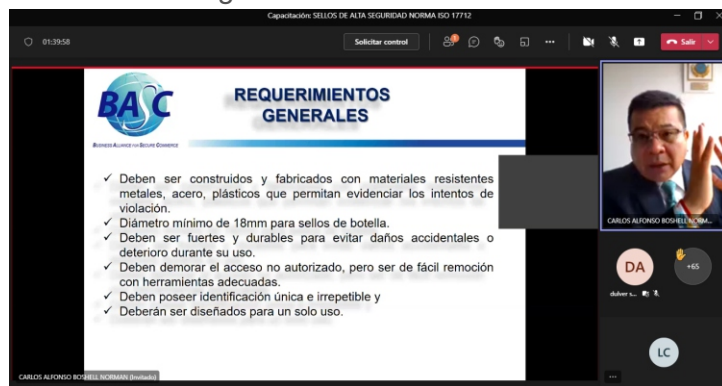 Capacitación: SELLOS DE ALTA SEGURIDAD NORMA ISO 17712
01:39:58
Solicitar control
Salir
BASC
BUSINESS ALLIANCE FOR SECURE COMMERCE
REQUERIMIENTOS
GENERALES
✓ Deben ser construidos y fabricados con materiales resistentes
metales, acero, plásticos que permitan evidenciar los intentos de
violación.
✓ Diámetro mínimo de 18mm para sellos de botella.
✓ Deben ser fuertes y durables para evitar daños accidentales o
deterioro durante su uso.
✓ Deben demorar el acceso no autorizado, pero ser de fácil remoción
con herramientas adecuadas.
✓ Deben poseer identificación única e irrepetible y
✓ Deberán ser diseñados para un solo uso.
CARLOS ALFONSO BOSHELL NORM...
DA
+65
dulver s...
LC
CARLOS ALFONSO BOSHELL NORMAN (Invitado)